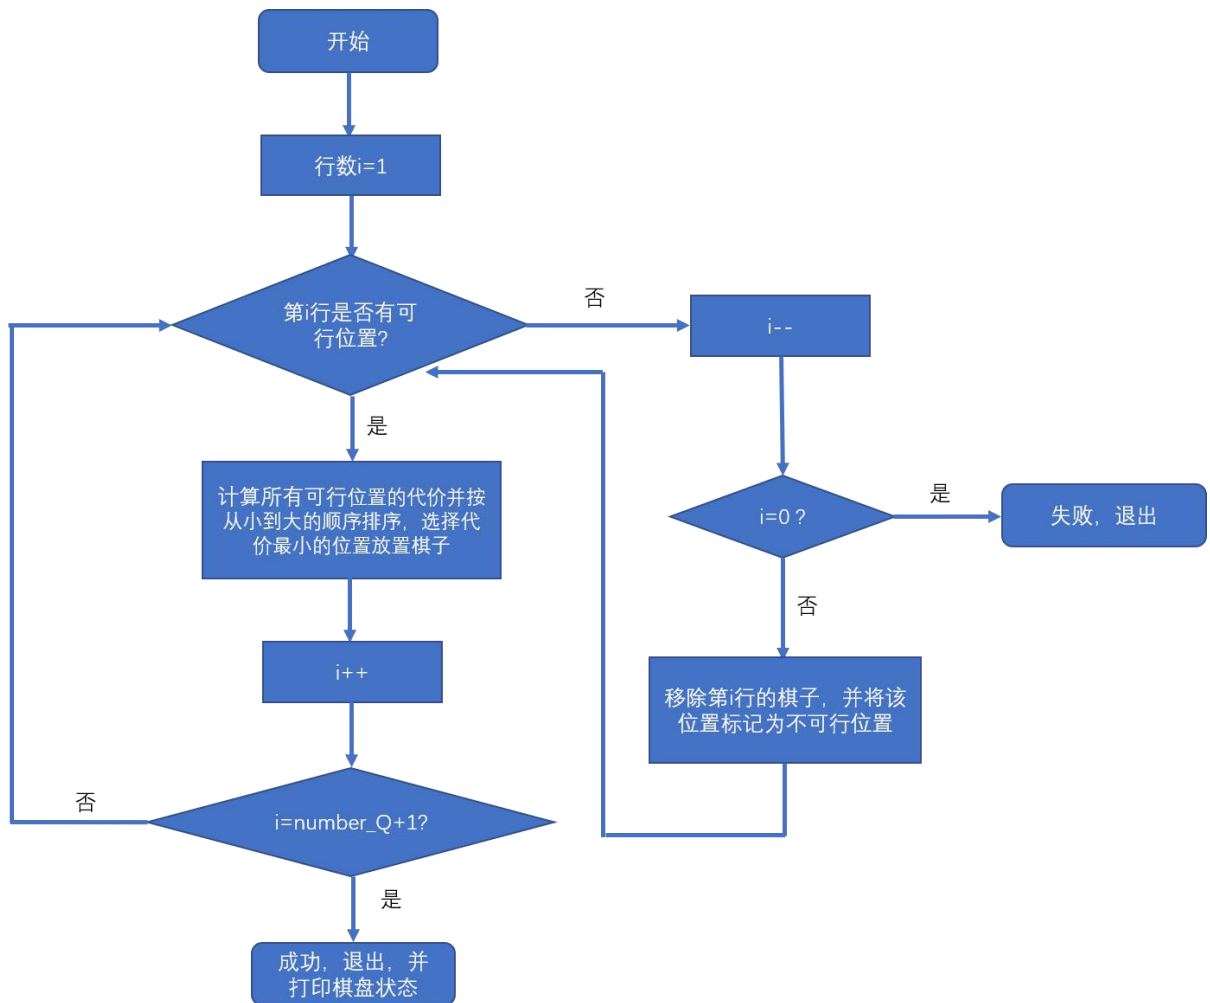 开始
行数i=1
第i行是否有可
行位置?
否
i--
是
计算所有可行位置的代价并按
从小到大的顺序排序，选择代
价最小的位置放置棋子
i=0？
是
失败，退出
否
i++
移除第i行的棋子，并将该
位置标记为不可行位置
否
i=number_Q+1?
是
成功，退出，并
打印棋盘状态